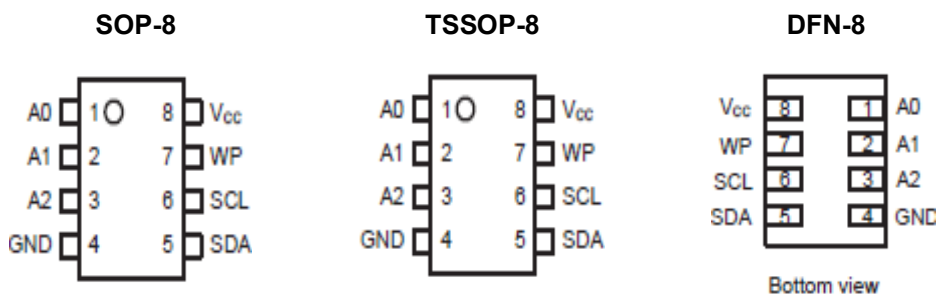 SOP-8 TSSOP-8 DFN-8
A0 1 8 Vcc A0 1 8 Vcc Vcc 8 1 A0
A1 2 7 WP A1 2 7 WP WP 7 2 A1
A2 3 6 SCL A2 3 6 SCL SCL 6 3 A2
GND 4 5 SDA GND 4 5 SDA SDA 5 4 GND
Bottom view